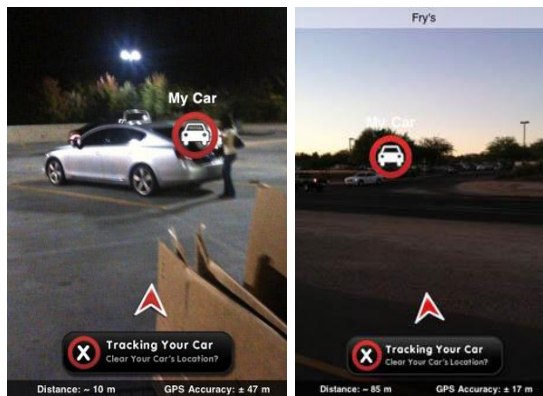 My Car
Tracking Your Car
Clear Your Car's Location?
Distance: ~ 10 m GPS Accuracy: ± 47 m
Fry's
My Car
Tracking Your Car
Clear Your Car's Location?
Distance: ~ 85 m GPS Accuracy: ± 17 m